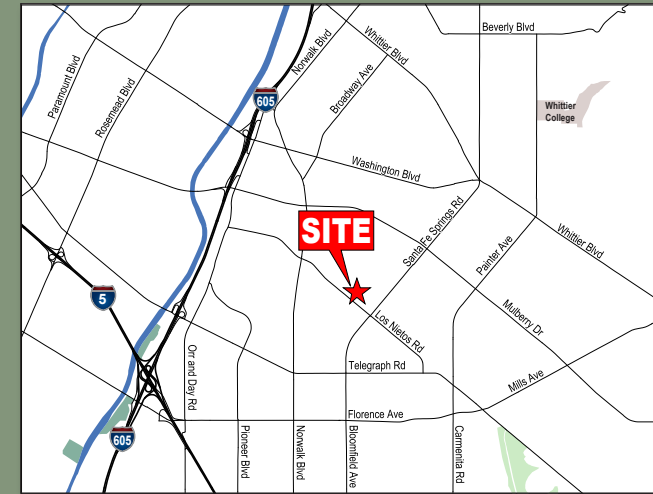 Beverly Blvd
Whittier Blvd
Norwalk Blvd
Paramount Blvd
Rosemead Blvd
Broadway Ave
605
Whittier
College
Washington Blvd
SITE
Santa Fe Springs Rd
Painter Ave
Whittier Blvd
5
Mulberry Dr
Los Nietos Rd
Telegraph Rd
Orr and Day Rd
Mills Ave
Florence Ave
605
Pioneer Blvd
Norwalk Blvd
Bloomfield Ave
Carmenita Rd